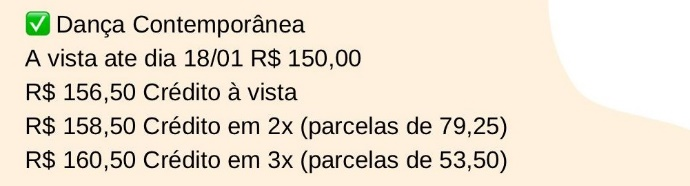 ✅ Dança Contemporânea
A vista ate dia 18/01 R$ 150,00
R$ 156,50 Crédito à vista
R$ 158,50 Crédito em 2x (parcelas de 79,25)
R$ 160,50 Crédito em 3x (parcelas de 53,50)